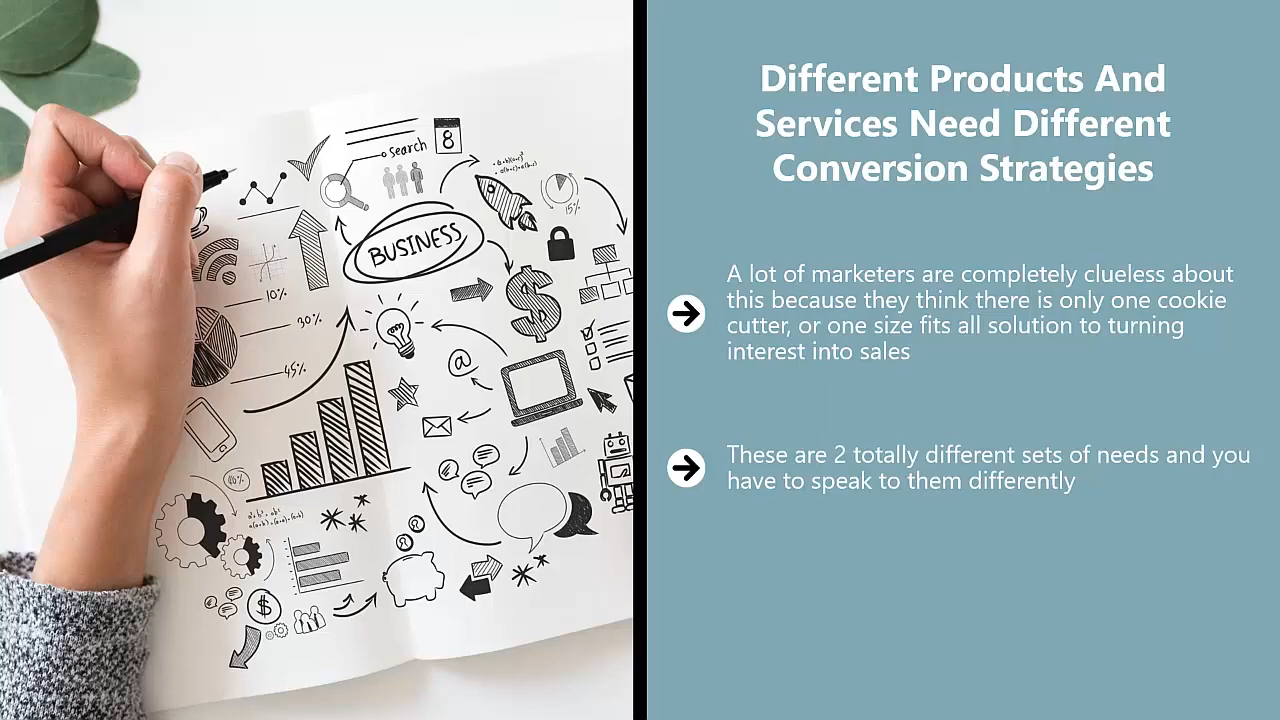 Different Products And
Services Need Different
Conversion Strategies
A lot of marketers are completely clueless about
this because they think there is only one cookie
cutter, or one size fits all solution to turning
interest into sales
These are 2 totally different sets of needs and you
have to speak to them differently
search
8
BUSINESS
15%
10%
30%
45%
@
$
$